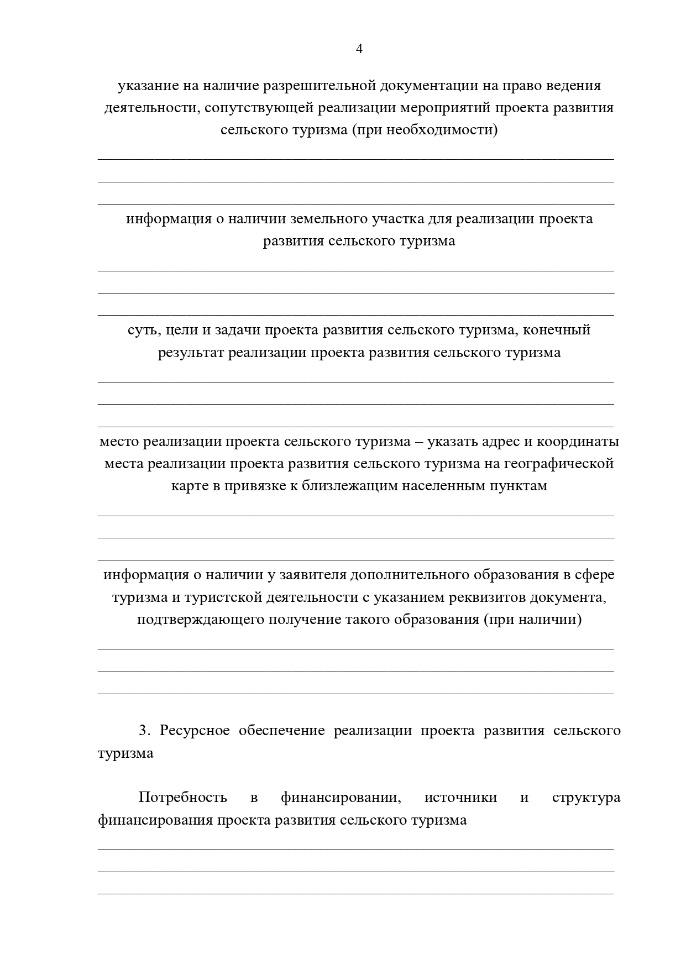 4
указание на наличие разрешительной документации на право ведения
деятельности, сопутствующей реализации мероприятий проекта развития
сельского туризма (при необходимости)
информация о наличии земельного участка для реализации проекта
развития сельского туризма
суть, цели и задачи проекта развития сельского туризма, конечный
результат реализации проекта развития сельского туризма
место реализации проекта сельского туризма – указать адрес и координаты
места реализации проекта развития сельского туризма на географической
карте в привязке к близлежащим населенным пунктам
информация о наличии у заявителя дополнительного образования в сфере
туризма и туристской деятельности с указанием реквизитов документа,
подтверждающего получение такого образования (при наличии)
3. Ресурсное обеспечение реализации проекта развития сельского
туризма
Потребность в финансировании, источники и структура
финансирования проекта развития сельского туризма